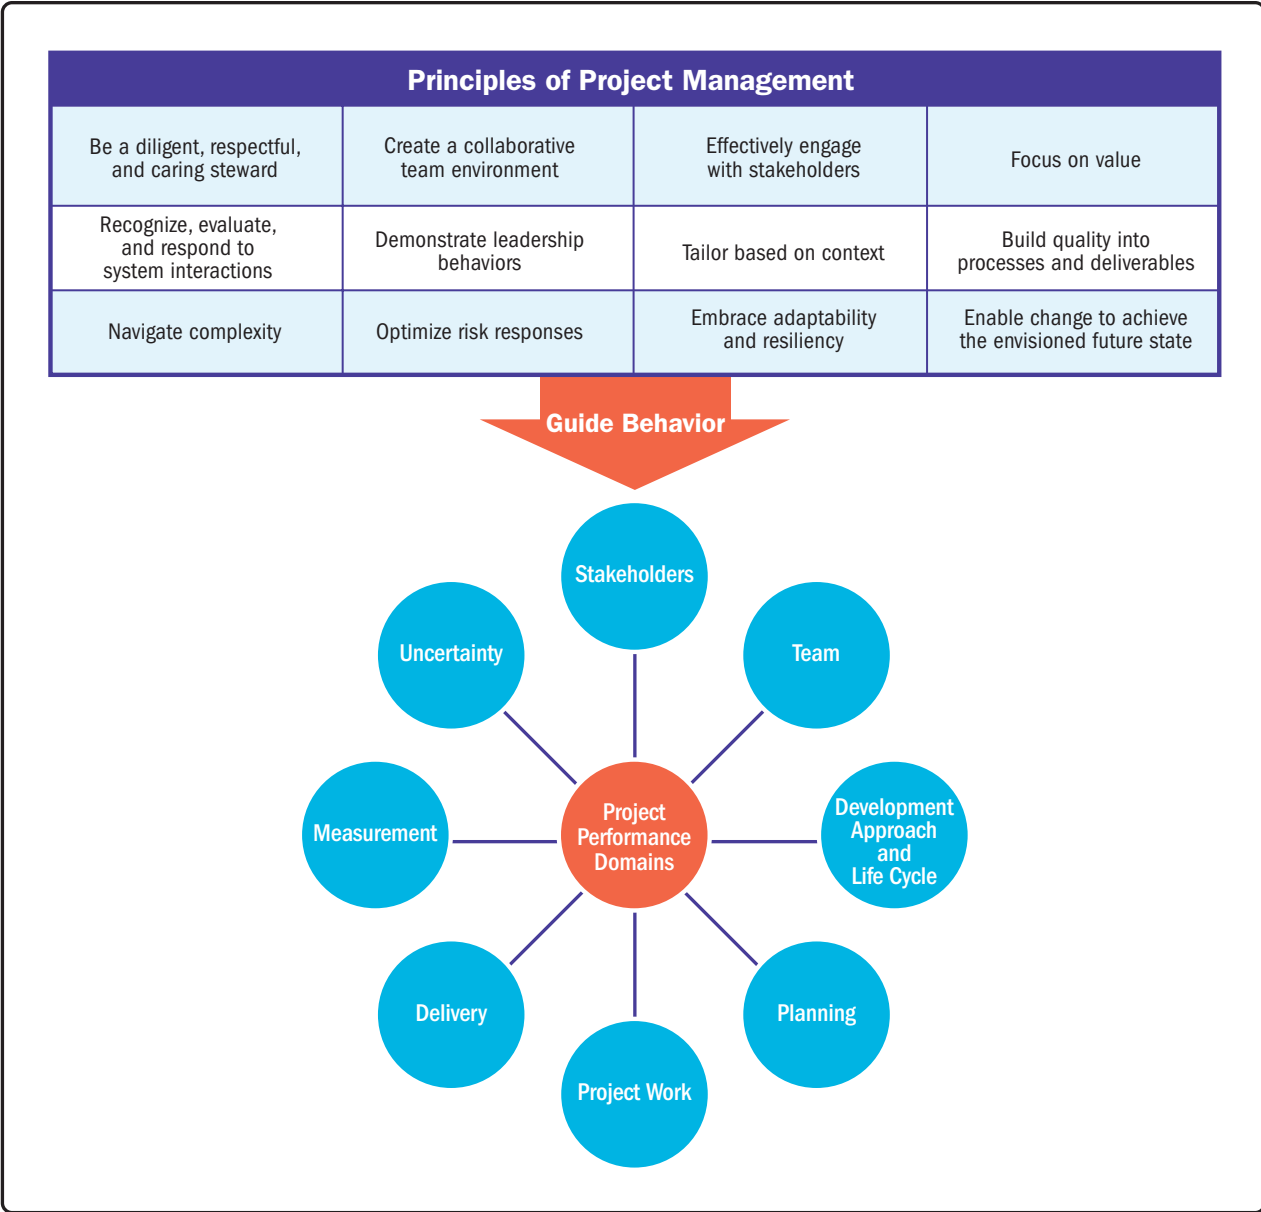 Principles of Project Management
Be a diligent, respectful,
and caring steward
Create a collaborative
team environment
Effectively engage
with stakeholders
Focus on value
Recognize, evaluate,
and respond to
system interactions
Demonstrate leadership
behaviors
Tailor based on context
Build quality into
processes and deliverables
Navigate complexity
Optimize risk responses
Embrace adaptability
and resiliency
Enable change to achieve
the envisioned future state
Guide Behavior
Stakeholders
Uncertainty
Team
Measurement
Project
Performance
Domains
Development
Approach
and
Life Cycle
Delivery
Planning
Project Work